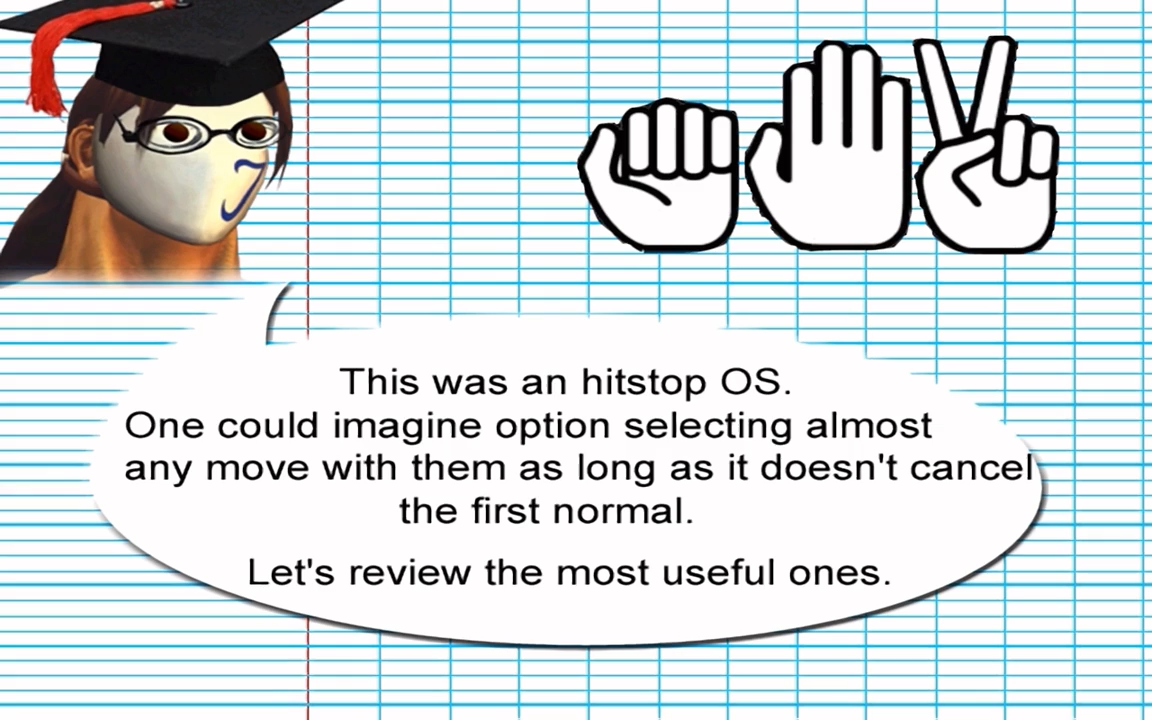 This was an hitstop OS.
One could imagine option selecting almost
any move with them as long as it doesn't cancel
the first normal.
Let's review the most useful ones.